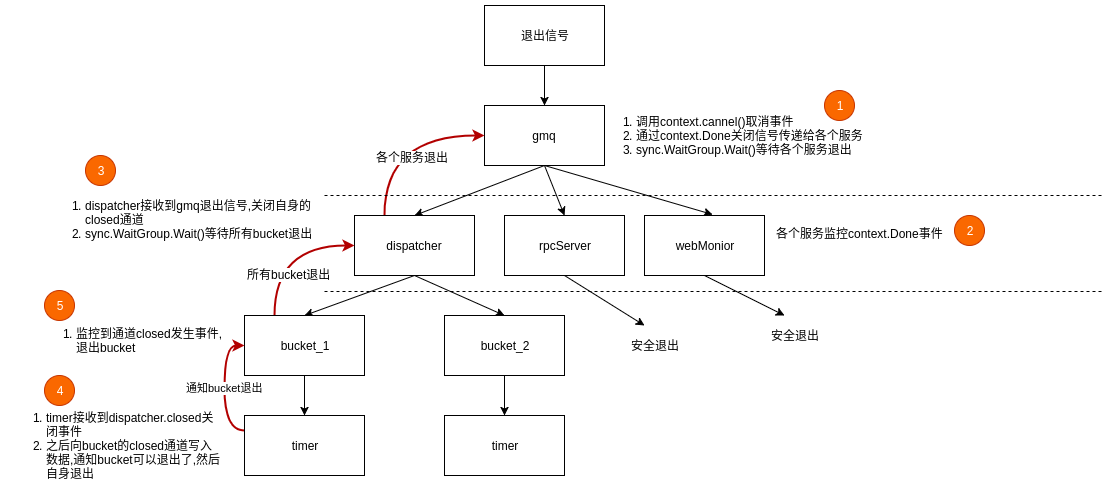 退出信号
gmq
1
1. 调用context.cannel()取消事件
2. 通过context.Done关闭信号传递给各个服务
3. sync.WaitGroup.Wait()等待各个服务退出
各个服务退出
3
1. dispatcher接收到gmq退出信号,关闭自身的
closed通道
2. sync.WaitGroup.Wait()等待所有bucket退出
dispatcher
rpcServer
webMonior
各个服务监控context.Done事件
2
所有bucket退出
5
1. 监控到通道closed发生事件,
退出bucket
bucket_1
bucket_2
安全退出
安全退出
通知bucket退出
4
1. timer接收到dispatcher.closed关
闭事件
2. 之后向bucket的closed通道写入
数据,通知bucket可以退出了,然后
自身退出
timer
timer